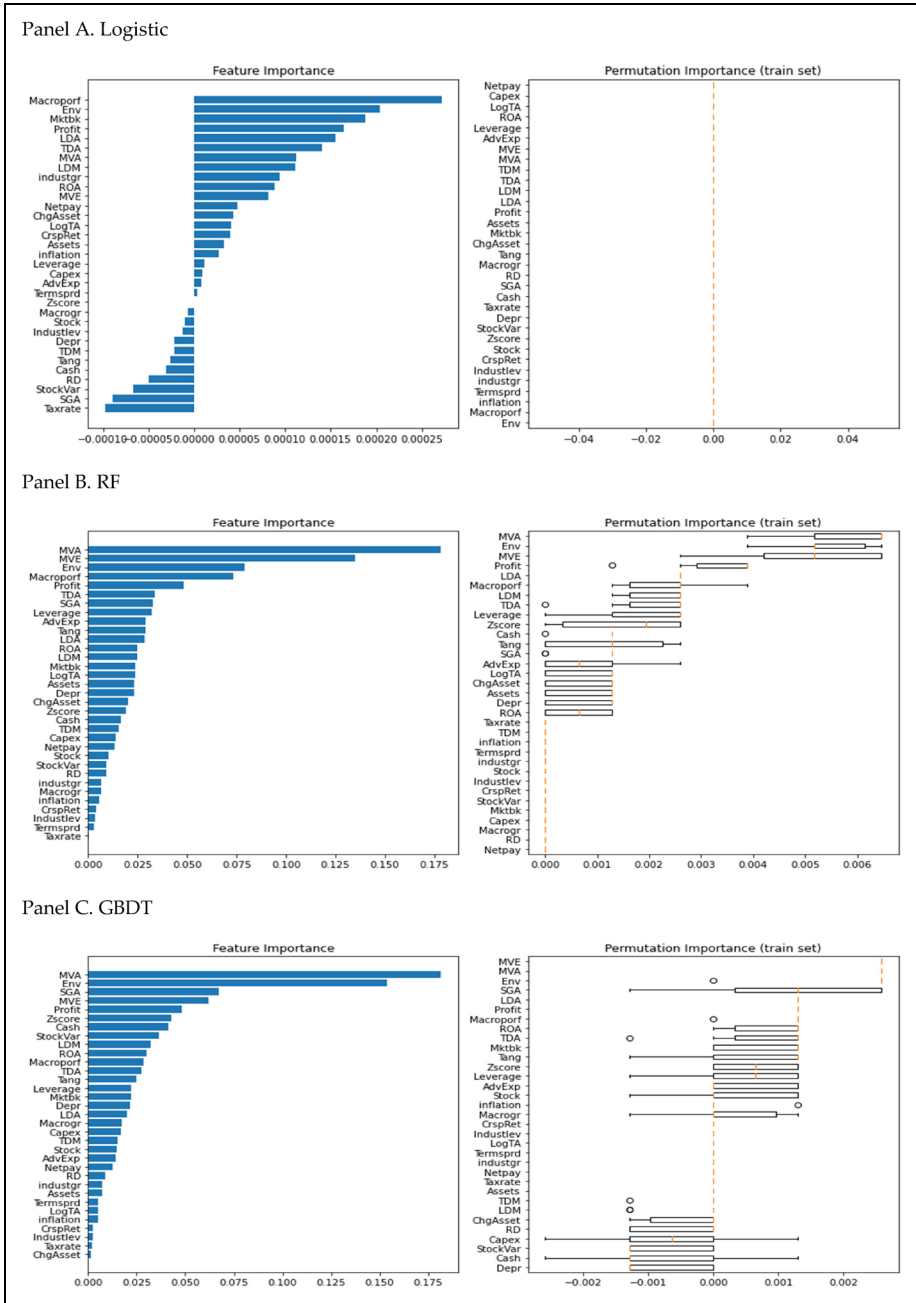 Panel A. Logistic
Feature Importance
Macroporf
Env
Mktbk
Profit
LDA
TDA
MVA
LDM
industgr
ROA
MVE
Netpay
ChgAsset
LogTA
CrspRet
Assets
inflation
Leverage
Capex
AdvExp
Termsprd
Zscore
Macrogr
Stock
Industlev
Depr
TDM
Tang
Cash
RD
StockVar
SGA
Taxrate
−0.00010−0.000050.00000 0.00005 0.00010 0.00015 0.00020 0.00025
Permutation Importance (train set)
Netpay
Capex
LogTA
ROA
Leverage
AdvExp
MVE
MVA
TDM
TDA
LDM
LDA
Profit
Assets
Mktbk
ChgAsset
Tang
Macrogr
RD
SGA
Cash
Taxrate
Depr
StockVar
Zscore
Stock
CrspRet
Industlev
industgr
Termsprd
inflation
Macroporf
Env
−0.04 −0.02 0.00 0.02 0.04
Panel B. RF
Feature Importance
MVA
MVE
Env
Macroporf
Profit
TDA
SGA
Leverage
AdvExp
Tang
LDA
ROA
LDM
Mktbk
LogTA
Assets
Depr
ChgAsset
Zscore
Cash
TDM
Capex
Netpay
Stock
StockVar
RD
industgr
Macrogr
inflation
CrspRet
Industlev
Termsprd
Taxrate
0.000 0.025 0.050 0.075 0.100 0.125 0.150 0.175
Permutation Importance (train set)
MVA
Env
MVE
Profit
LDA
Macroporf
LDM
TDA
Leverage
Zscore
Cash
Tang
SGA
AdvExp
LogTA
ChgAsset
Assets
Depr
ROA
Taxrate
TDM
inflation
Termsprd
industgr
Stock
Industlev
CrspRet
StockVar
Mktbk
Capex
Macrogr
RD
Netpay
0.000 0.001 0.002 0.003 0.004 0.005 0.006
Panel C. GBDT
Feature Importance
MVA
Env
SGA
MVE
Profit
Zscore
Cash
StockVar
LDM
ROA
Macroporf
TDA
Tang
Leverage
Mktbk
Depr
LDA
Macrogr
Capex
TDM
Stock
AdvExp
Netpay
RD
industgr
Assets
Termsprd
LogTA
inflation
CrspRet
Industlev
Taxrate
ChgAsset
0.000 0.025 0.050 0.075 0.100 0.125 0.150 0.175
Permutation Importance (train set)
MVE
MVA
Env
SGA
LDA
Profit
Macroporf
ROA
TDA
Mktbk
Tang
Zscore
Leverage
AdvExp
Stock
inflation
Macrogr
CrspRet
Industlev
LogTA
Termsprd
industgr
Netpay
Taxrate
Assets
TDM
LDM
ChgAsset
RD
Capex
StockVar
Cash
Depr
−0.002 −0.001 0.000 0.001 0.002